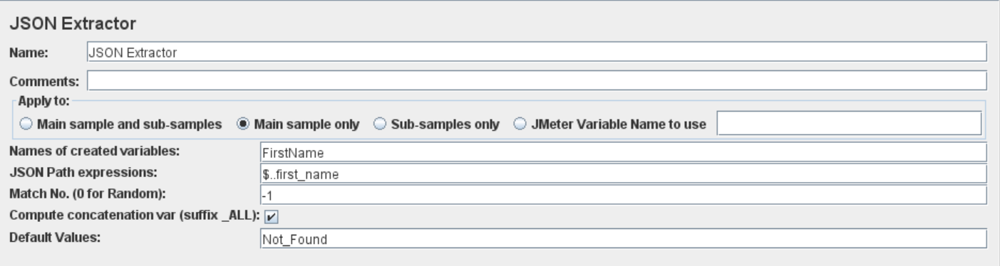 JSON Extractor
Name: JSON Extractor
Comments:
Apply to:
Main sample and sub-samples Main sample only Sub-samples only JMeter Variable Name to use
Names of created variables: FirstName
JSON Path expressions: $..first_name
Match No. (0 for Random): -1
Compute concatenation var (suffix _ALL):
Default Values: Not_Found